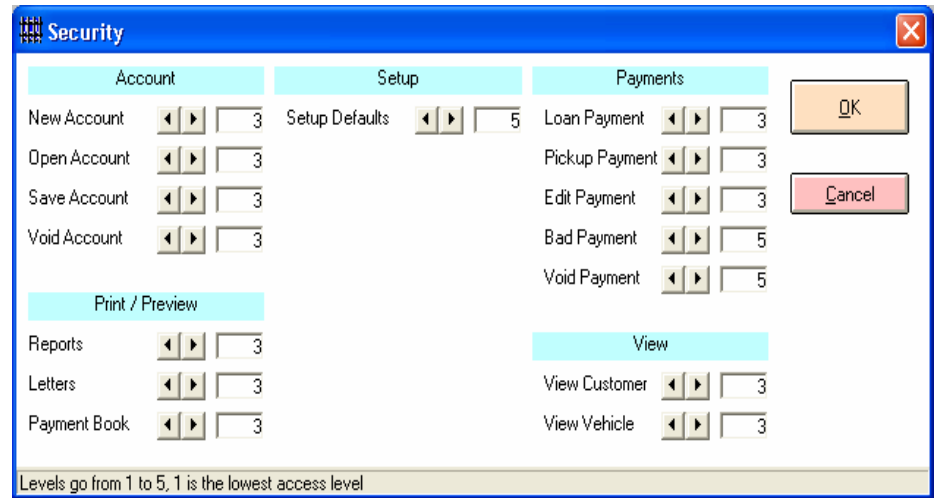 Security
Account Setup Payments
New Account 3 Setup Defaults 5 Loan Payment 3 OK
Open Account 3 Pickup Payment 3
Save Account 3 Edit Payment 3 Cancel
Void Account 3 Bad Payment 5
Void Payment 5
Print / Preview
Reports 3 View
Letters 3 View Customer 3
Payment Book 3 View Vehicle 3
Levels go from 1 to 5, 1 is the lowest access level